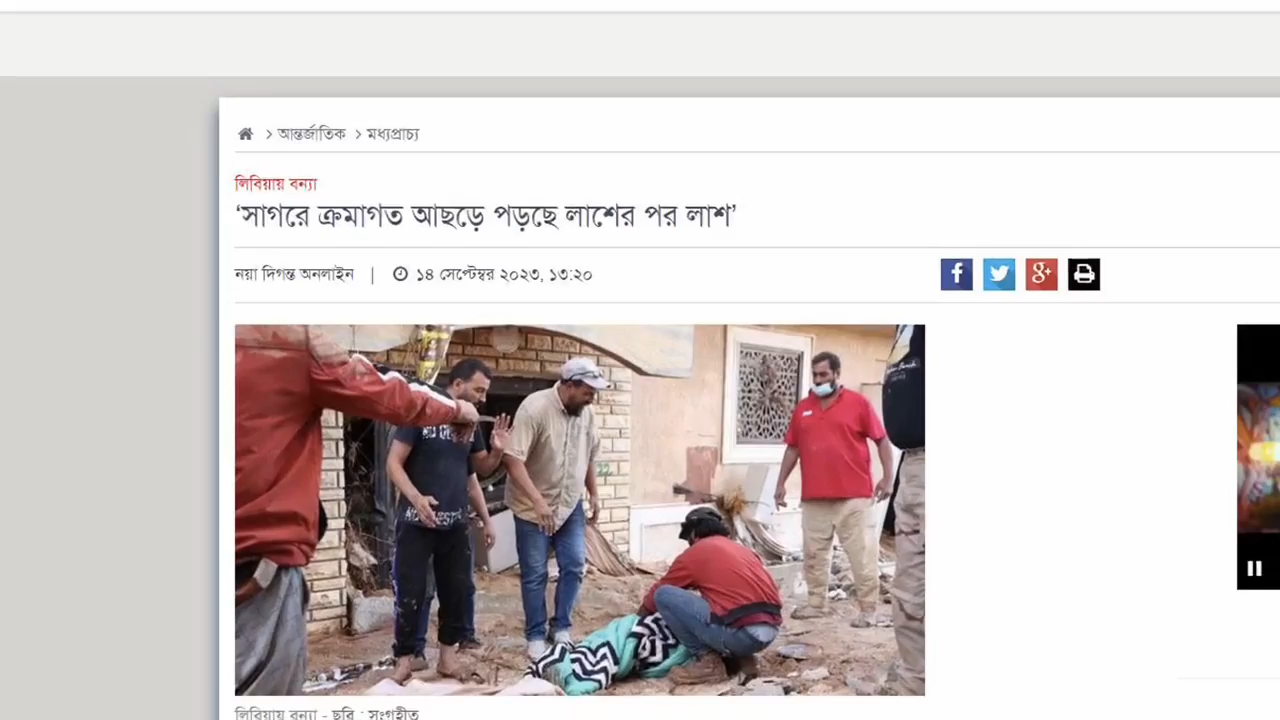 আন্তর্জাতিক > মধ্যপ্রাচ্য
লিবিয়ায় বন্যা
‘সাগরে ক্রমাগত আছড়ে পড়ছে লাশের পর লাশ’
নয়া দিগন্ত অনলাইন | ১৪ সেপ্টেম্বর ২০২৩, ১৩:২০
লিবিয়ায় বন্যা - ছবি : সংগৃহীত